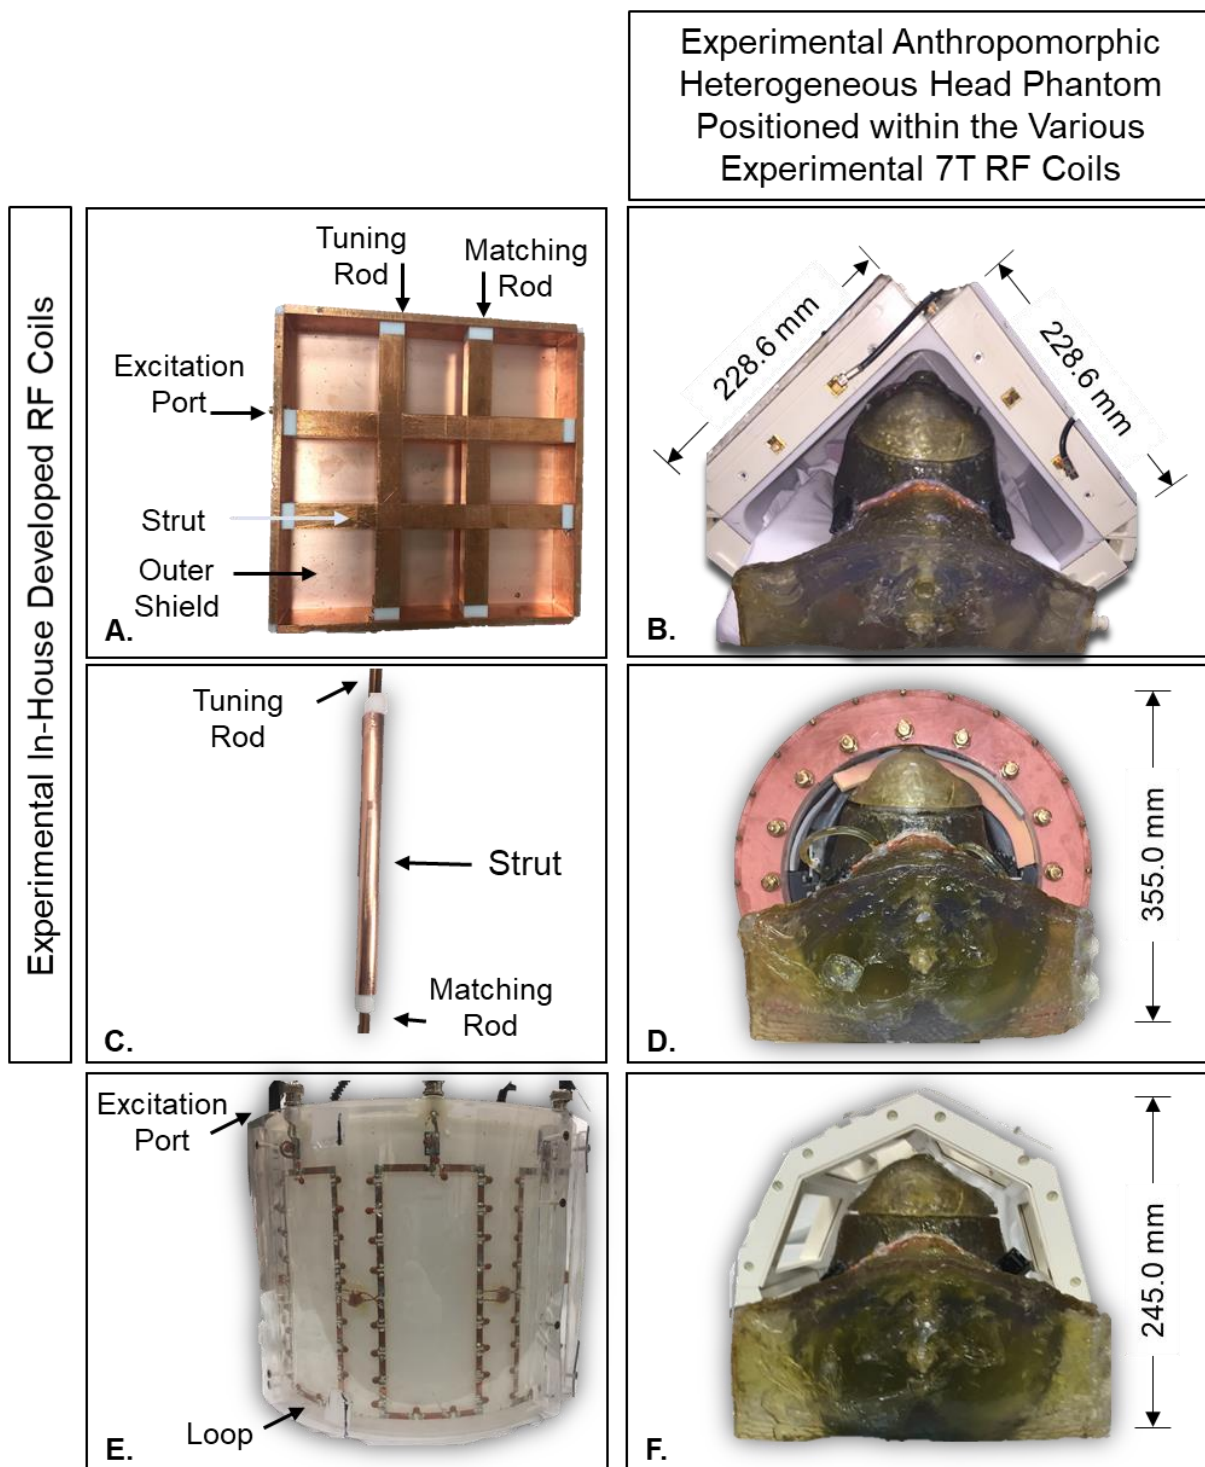 Experimental Anthropomorphic
Heterogeneous Head Phantom
Positioned within the Various
Experimental 7T RF Coils
Experimental In-House Developed RF Coils
Tuning
Rod
Matching
Rod
Excitation
Port
Strut
Outer
Shield
A.
228.6 mm
228.6 mm
B.
Tuning
Rod
Strut
Matching
Rod
C.
355.0 mm
D.
Excitation
Port
Loop
E.
245.0 mm
F.